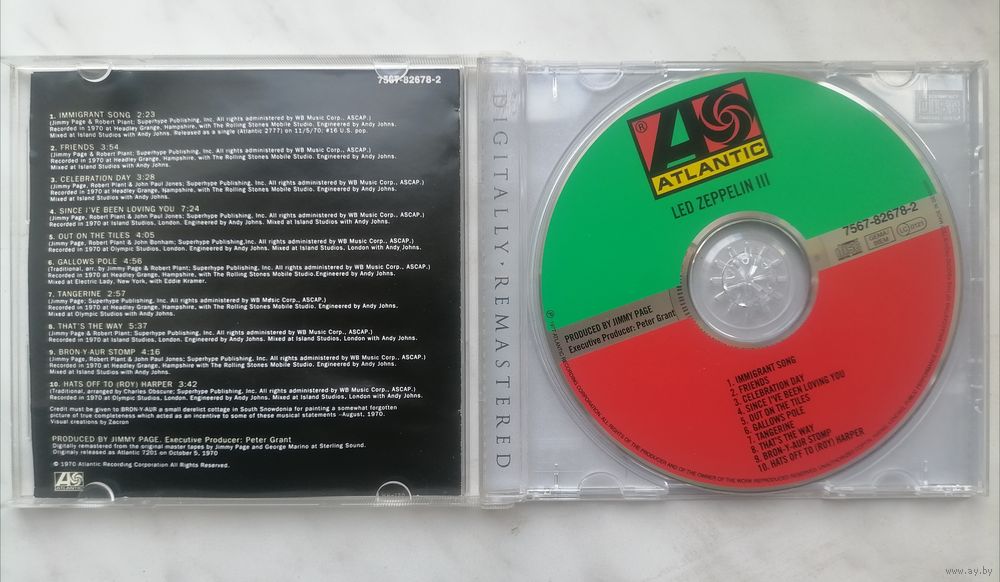 7567-82678-2
1. IMMIGRANT SONG 2:23
(Jimmy Page & Robert Plant; Superhype Publishing, Inc. All rights administered by WB Music Corp., ASCAP.)
Recorded in 1970 at Headley Grange, Hampshire, with The Rolling Stones Mobile Studio. Engineered by Andy Johns.
Mixed at Island Studios with Andy Johns. Released as a single (Atlantic 2777) on 11/5/70; #16 U.S. pop.
2. FRIENDS 3:54
(Jimmy Page & Robert Plant; Superhype Publishing, Inc. All rights administered by WB Music Corp., ASCAP.)
Recorded in 1970 at Headley Grange, Hampshire, with The Rolling Stones Mobile Studio. Engineered by Andy Johns.
Mixed at Island Studios with Andy Johns.
3. CELEBRATION DAY 3:28
(Jimmy Page, Robert Plant & John Paul Jones; Superhype Publishing, Inc. All rights administered by WB Music Corp., ASCAP.)
Recorded in 1970 at Headley Grange, Hampshire, with The Rolling Stones Mobile Studio. Engineered by Andy Johns.
Mixed at Island Studios with Andy Johns.
4. SINCE I'VE BEEN LOVING YOU 7:24
(Jimmy Page, Robert Plant & John Paul Jones; Superhype Publishing, Inc. All rights administered by WB Music Corp., ASCAP.)
Recorded in 1970 at Island Studios, London. Engineered by Andy Johns. Mixed at Island Studios, London with Andy Johns.
5. OUT ON THE TILES 4:05
(Jimmy Page, Robert Plant & John Bonham; Superhype Publishing,Inc. All rights administered by WB Music Corp., ASCAP.)
Recorded in 1970 at Olympic Studios, London. Engineered by Andy Johns. Mixed at Island Studios, London with Andy Johns.
6. GALLOWS POLE 4:56
(Traditional, arr. by Jimmy Page & Robert Plant; Superhype Publishing, Inc. All rights administered by WB Music Corp., ASCAP.)
Recorded in 1970 at Headley Grange, Hampshire, with The Rolling Stones Mobile Studio. Engineered by Andy Johns.
Mixed at Electric Lady, New York, with Eddie Kramer.
7. TANGERINE 2:57
(Jimmy Page; Superhype Publishing, Inc. All rights administered by WB Music Corp., ASCAP.)
Recorded in 1970 at Headley Grange, Hampshire, with The Rolling Stones Mobile Studio. Engineered by Andy Johns.
Mixed at Olympic Studios with Andy Johns.
8. THAT'S THE WAY 5:37
(Jimmy Page & Robert Plant; Superhype Publishing, Inc. All rights administered by WB Music Corp., ASCAP.)
Recorded in 1970 at Island Studios, London. Engineered by Andy Johns. Mixed at Island Studios, London with Andy Johns.
9. BRON-Y-AUR STOMP 4:16
(Jimmy Page, Robert Plant & John Paul Jones; Superhype Publishing, Inc. All rights administered by WB Music Corp., ASCAP.)
Recorded in 1970 at Headley Grange, Hampshire, with The Rolling Stones Mobile Studio. Engineered by Andy Johns.
Mixed at Island Studios with Andy Johns.
10. HATS OFF TO (ROY) HARPER 3:42
(Traditional, arranged by Charles Obscure; Superhype Publishing, Inc. All rights administered by WB Music Corp., ASCAP.)
Recorded in 1970 at Olympic Studios, London. Engineered by Andy Johns. Mixed at Island Studios, London with Andy Johns.
Credit must be given to BRON-Y-AUR a small derelict cottage in South Snowdonia for painting a somewhat forgotten
picture of true completeness which acted as an incentive to some of these musical statements -August, 1970.
Visual creations by Zacron
PRODUCED BY JIMMY PAGE. Executive Producer: Peter Grant
Digitally remastered from the original master tapes by Jimmy Page and George Marino at Sterling Sound.
Originally released as Atlantic 7201 on October 5, 1970
© 1970 Atlantic Recording Corporation All Rights Reserved.
ATLANTIC
DIGITALLY • REMASTERED
®
ATLANTIC
LED ZEPPELIN III
7567-82678-2
GEMA
BIEM
LC 0121
PRODUCED BY JIMMY PAGE
Executive Producer: Peter Grant
1. IMMIGRANT SONG
2. FRIENDS
3. CELEBRATION DAY
4. SINCE I'VE BEEN LOVING YOU
5. OUT ON THE TILES
6. GALLOWS POLE
7. TANGERINE
8. THAT'S THE WAY
9. BRON-Y-AUR STOMP
10. HATS OFF TO (ROY) HARPER
ATLANTIC RECORDING CORPORATION. ALL RIGHTS OF THE PRODUCER AND OF THE OWNER OF THE WORK REPRODUCED RESERVED. UNAUTHORIZED
www.ay.by